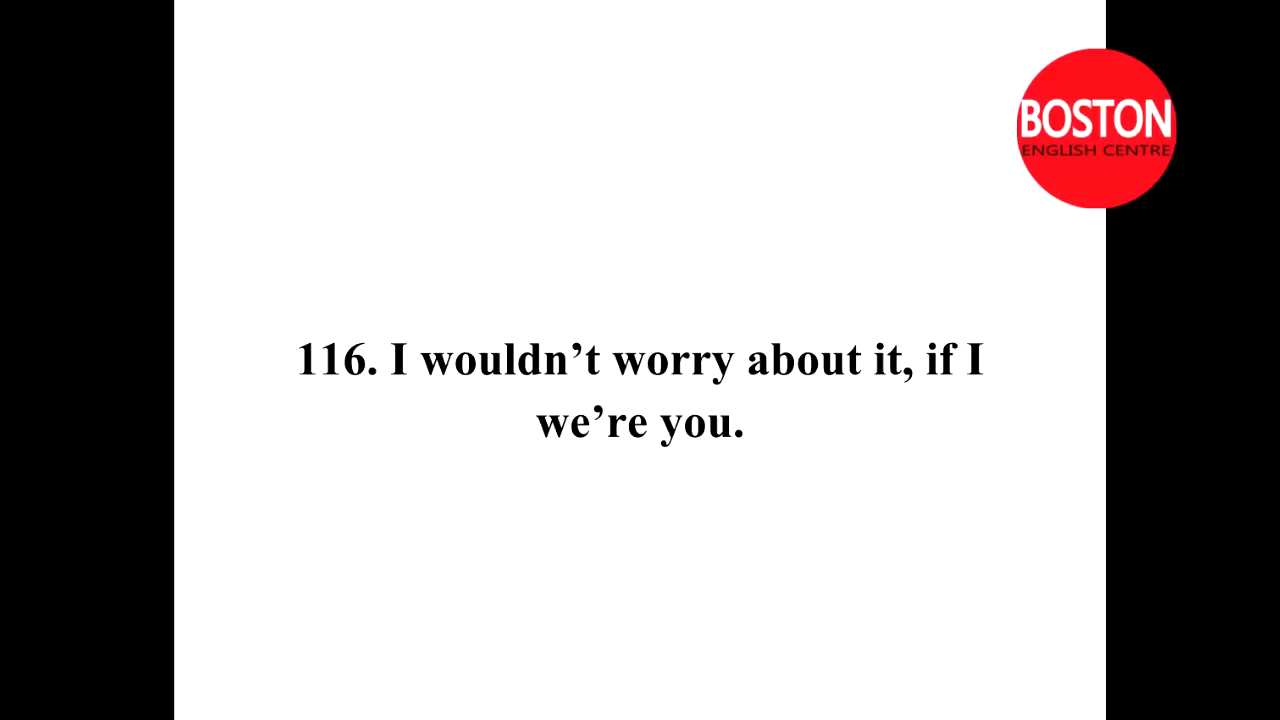 BOSTON
ENGLISH CENTRE
116. I wouldn’t worry about it, if I
we’re you.